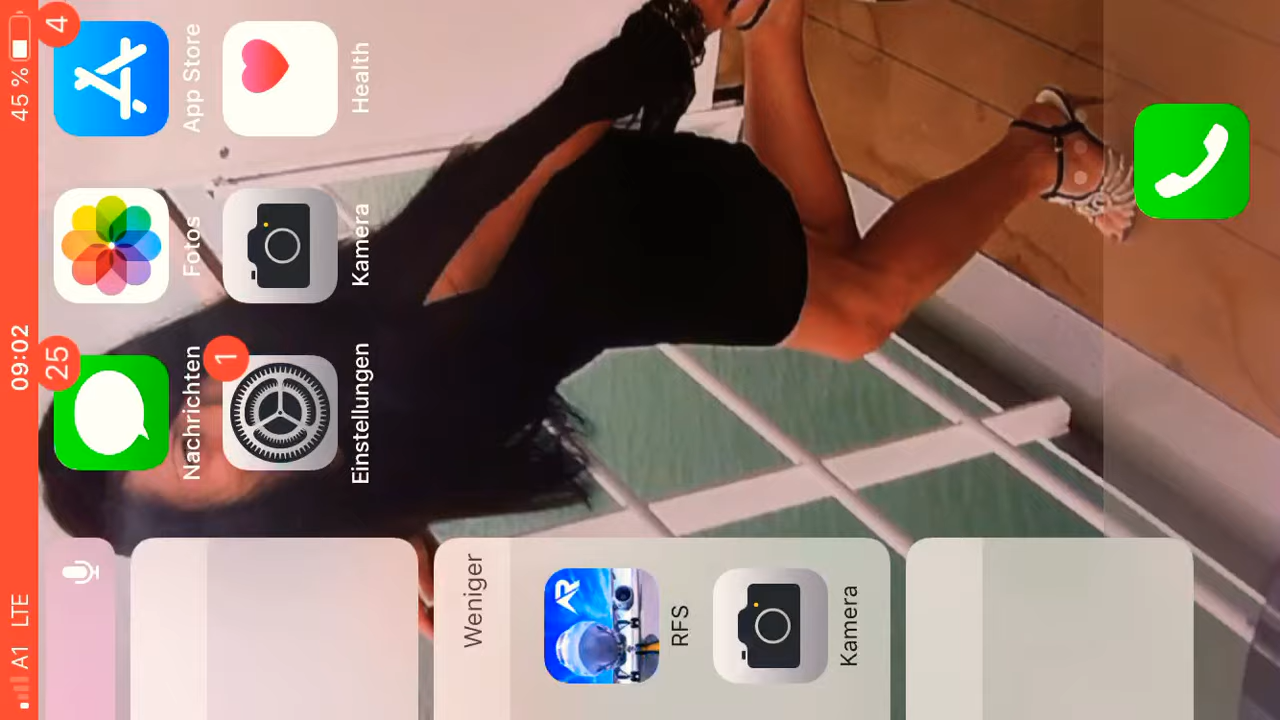 A1 LTE 09:02 45 %
4
App Store
Fotos
25
Nachrichten
Health
Kamera
1
Einstellungen
Weniger
RFS
Kamera